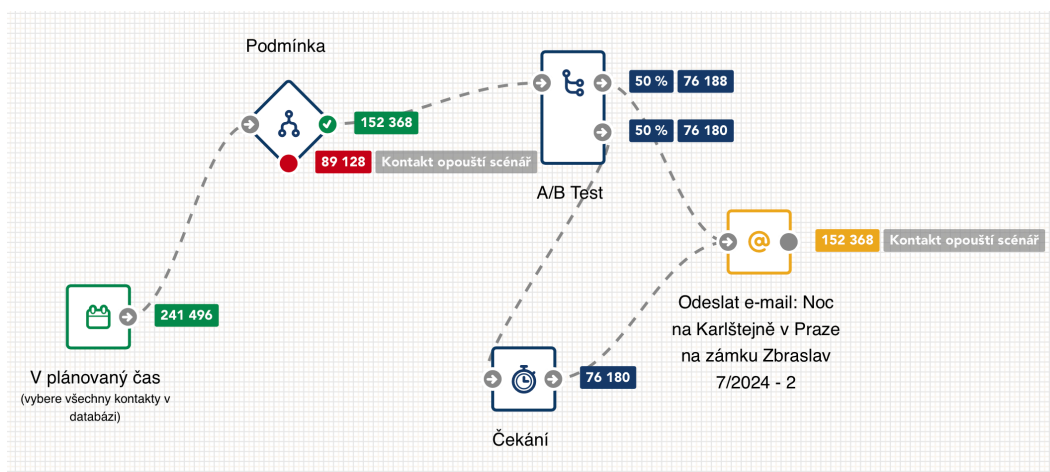 Podmínka
152 368
89 128
Kontakt opouští scénář
50 %
76 188
50 %
76 180
A/B Test
152 368
Kontakt opouští scénář
Odeslat e-mail: Noc
na Karlštejně v Praze
na zámku Zbraslav
7/2024 - 2
241 496
V plánovaný čas
(vybere všechny kontakty v
databázi)
76 180
Čekání